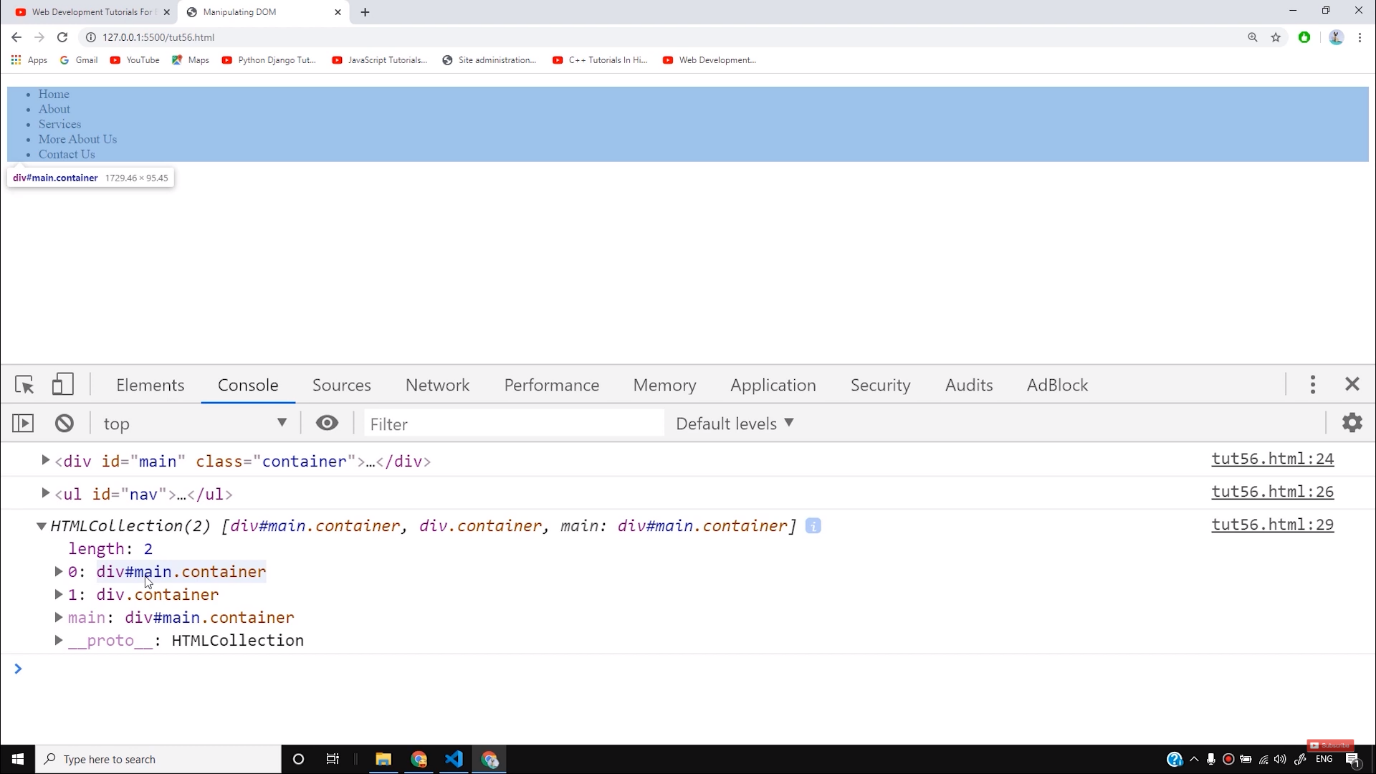 Web Development Tutorials For
Manipulating DOM
127.0.0.1:5500/tut56.html
Apps
Gmail
YouTube
Maps
Python Django Tut...
JavaScript Tutorials...
Site administration...
C++ Tutorials In Hi...
Web Development...
Home
About
Services
More About Us
Contact Us
div#main.container 1729.46 × 95.45
Elements
Console
Sources
Network
Performance
Memory
Application
Security
Audits
AdBlock
top
Filter
Default levels
<div id="main" class="container">…</div>
tut56.html:24
<ul id="nav">…</ul>
tut56.html:26
HTMLCollection(2) [div#main.container, div.container, main: div#main.container]
tut56.html:29
length: 2
0: div#main.container
1: div.container
main: div#main.container
__proto__: HTMLCollection
Type here to search
ENG